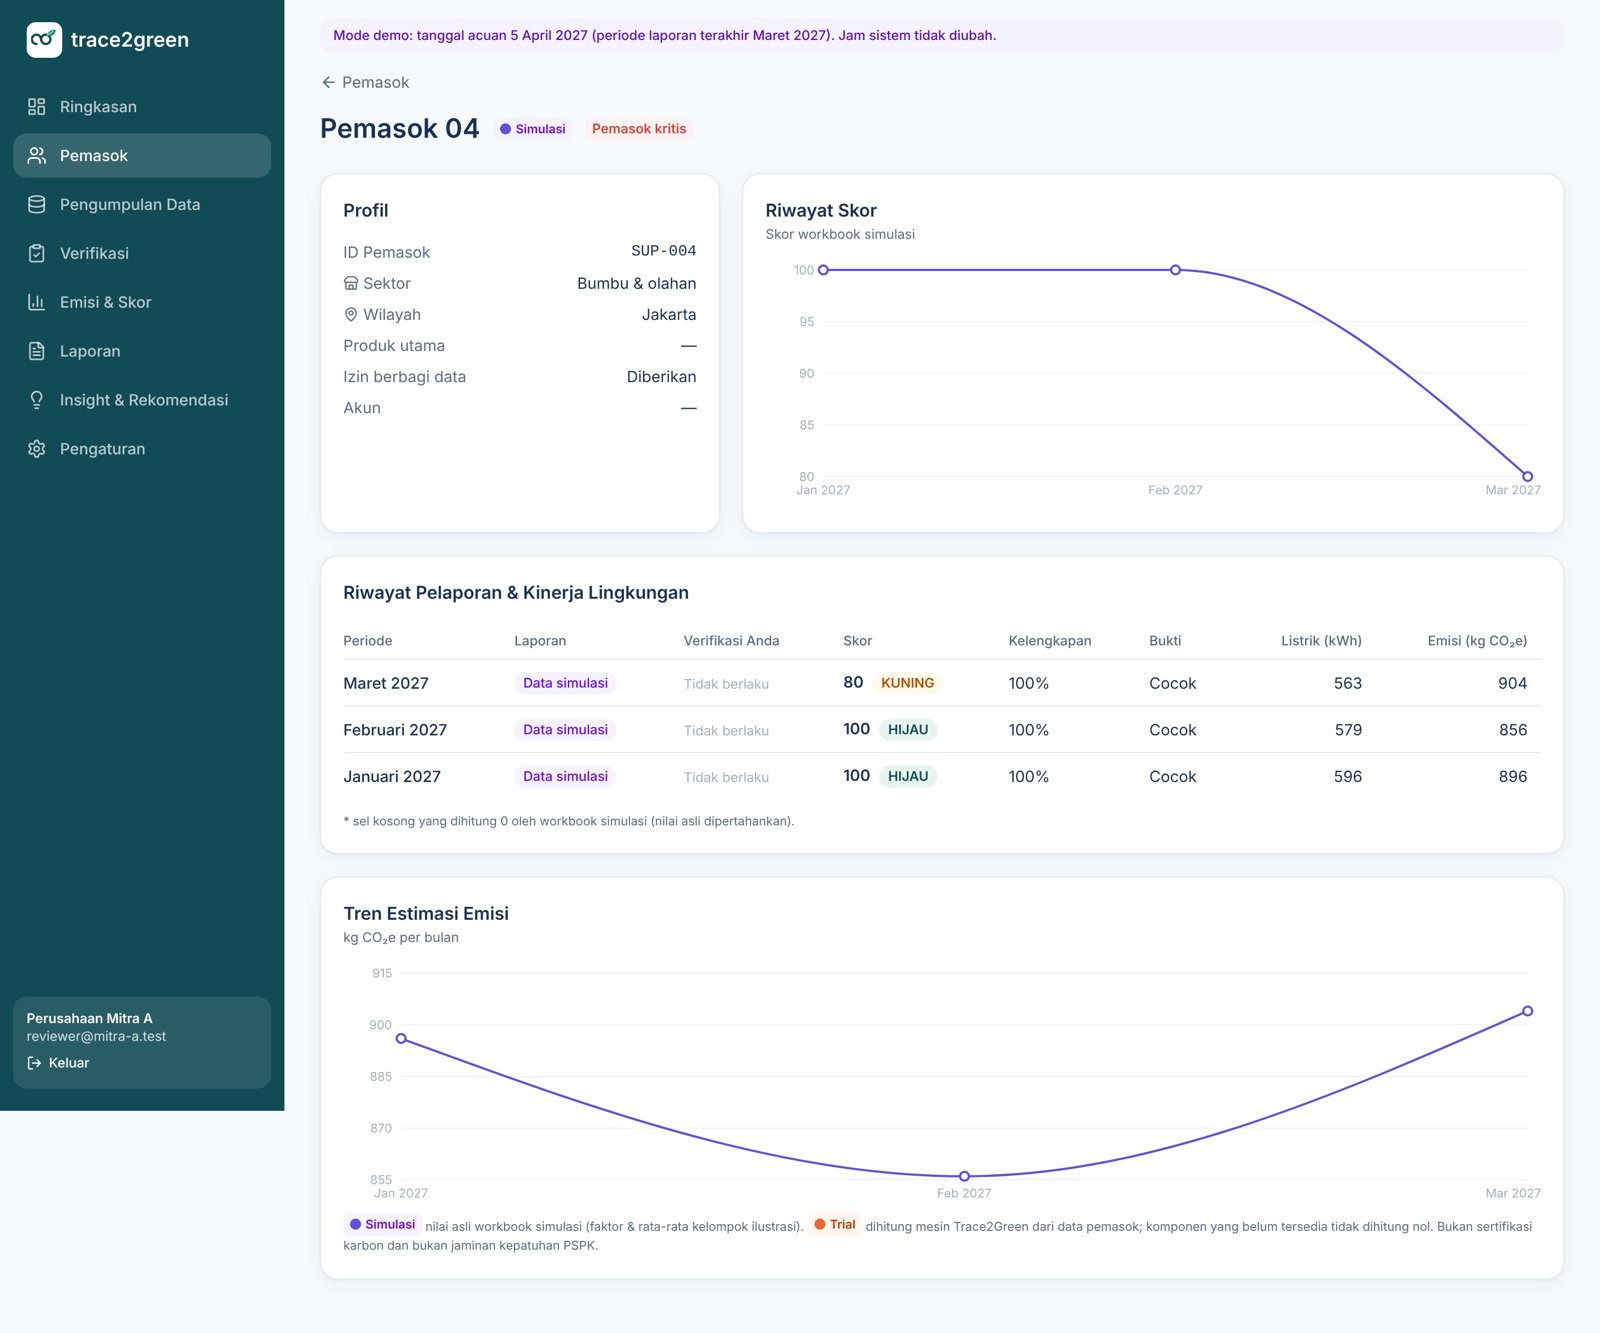 trace2green
Ringkasan
Pemasok
Pengumpulan Data
Verifikasi
Emisi & Skor
Laporan
Insight & Rekomendasi
Pengaturan
Perusahaan Mitra A
reviewer@mitra-a.test
Keluar
Mode demo: tanggal acuan 5 April 2027 (periode laporan terakhir Maret 2027). Jam sistem tidak diubah.
← Pemasok
Pemasok 04 Simulasi Pemasok kritis
Profil
ID Pemasok SUP-004
Sektor Bumbu & olahan
Wilayah Jakarta
Produk utama —
Izin berbagi data Diberikan
Akun —
Riwayat Skor
Skor workbook simulasi
100
95
90
85
80
Jan 2027 Feb 2027 Mar 2027
Riwayat Pelaporan & Kinerja Lingkungan
Periode Laporan Verifikasi Anda Skor Kelengkapan Bukti Listrik (kWh) Emisi (kg CO₂e)
Maret 2027 Data simulasi Tidak berlaku 80 KUNING 100% Cocok 563 904
Februari 2027 Data simulasi Tidak berlaku 100 HIJAU 100% Cocok 579 856
Januari 2027 Data simulasi Tidak berlaku 100 HIJAU 100% Cocok 596 896
* sel kosong yang dihitung 0 oleh workbook simulasi (nilai asli dipertahankan).
Tren Estimasi Emisi
kg CO₂e per bulan
915
900
885
870
855
Jan 2027 Feb 2027 Mar 2027
Simulasi nilai asli workbook simulasi (faktor & rata-rata kelompok ilustrasi). Trial dihitung mesin Trace2Green dari data pemasok; komponen yang belum tersedia tidak dihitung nol. Bukan sertifikasi
karbon dan bukan jaminan kepatuhan PSPK.